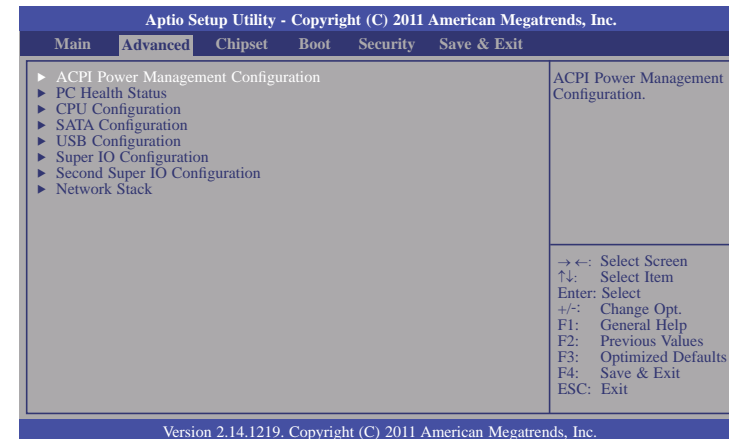 Aptio Setup Utility - Copyright (C) 2011 American Megatrends, Inc.
Main Advanced Chipset Boot Security Save & Exit
▶ ACPI Power Management Configuration
▶ PC Health Status
▶ CPU Configuration
▶ SATA Configuration
▶ USB Configuration
▶ Super IO Configuration
▶ Second Super IO Configuration
▶ Network Stack
ACPI Power Management
Configuration.
→←: Select Screen
↑↓: Select Item
Enter: Select
+/-: Change Opt.
F1: General Help
F2: Previous Values
F3: Optimized Defaults
F4: Save & Exit
ESC: Exit
Version 2.14.1219. Copyright (C) 2011 American Megatrends, Inc.